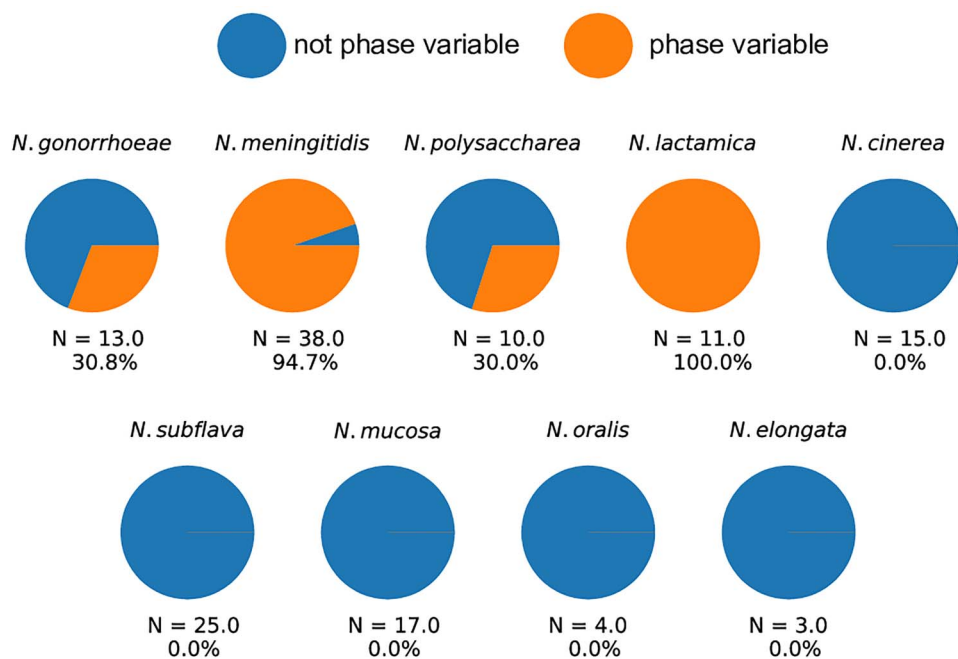 not phase variable phase variable
N. gonorrhoeae N. meningitidis N. polysaccharea N. lactamica N. cinerea
N = 13.0 N = 38.0 N = 10.0 N = 11.0 N = 15.0
30.8% 94.7% 30.0% 100.0% 0.0%
N. subflava N. mucosa N. oralis N. elongata
N = 25.0 N = 17.0 N = 4.0 N = 3.0
0.0% 0.0% 0.0% 0.0%